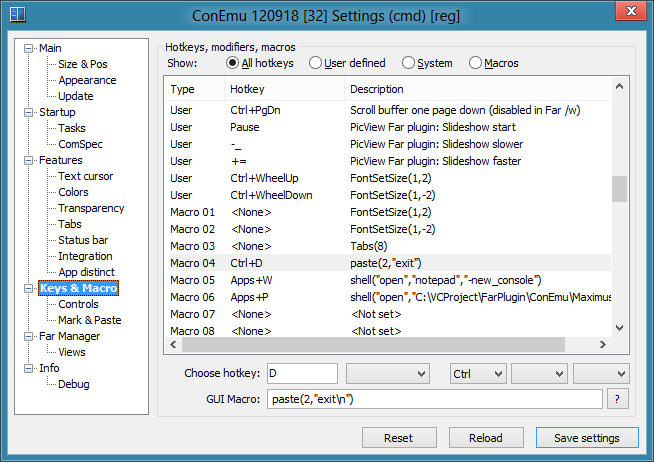 ConEmu 120918 [32] Settings (cmd) [reg]
Main
Size & Pos
Appearance
Update
Startup
Tasks
ComSpec
Features
Text cursor
Colors
Transparency
Tabs
Status bar
Integration
App distinct
Keys & Macro
Controls
Mark & Paste
Far Manager
Views
Info
Debug
Hotkeys, modifiers, macros
Show: All hotkeys User defined System Macros
Type Hotkey Description
User Ctrl+PgDn Scroll buffer one page down (disabled in Far /w)
User Pause PicView Far plugin: Slideshow start
User -_ PicView Far plugin: Slideshow slower
User += PicView Far plugin: Slideshow faster
User Ctrl+WheelUp FontSetSize(1,2)
User Ctrl+WheelDown FontSetSize(1,-2)
Macro 01 <None> FontSetSize(1,2)
Macro 02 <None> FontSetSize(1,-2)
Macro 03 <None> Tabs(8)
Macro 04 Ctrl+D paste(2,"exit")
Macro 05 Apps+W shell("open","notepad","-new_console")
Macro 06 Apps+P shell("open","C:\VCProject\FarPlugin\ConEmu\Maximus
Macro 07 <None> <Not set>
Macro 08 <None> <Not set>
Choose hotkey: D Ctrl
GUI Macro: paste(2,"exit\n") ?
Reset Reload Save settings